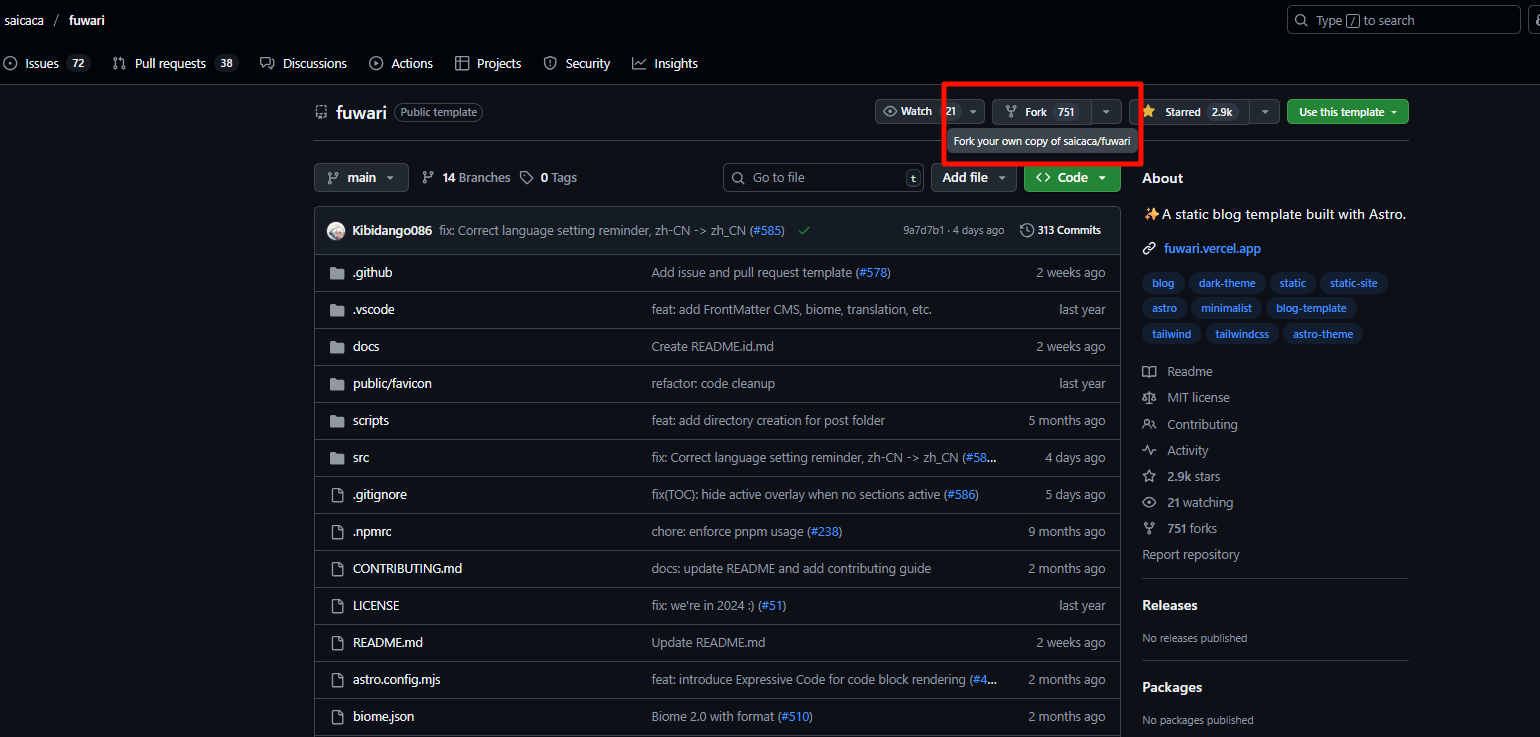 saicaca / fuwari
Type / to search
Issues 72 Pull requests 38 Discussions Actions Projects Security Insights
fuwari Public template
Watch 21 Fork 751 Starred 2.9k Use this template
Fork your own copy of saicaca/fuwari
main 14 Branches 0 Tags Go to file t Add file Code
Kibidango086 fix: Correct language setting reminder, zh-CN -> zh_CN (#585) 9a7d7b1 · 4 days ago 313 Commits
.github Add issue and pull request template (#578) 2 weeks ago
.vscode feat: add FrontMatter CMS, biome, translation, etc. last year
docs Create README.id.md 2 weeks ago
public/favicon refactor: code cleanup last year
scripts feat: add directory creation for post folder 5 months ago
src fix: Correct language setting reminder, zh-CN -> zh_CN (#58... 4 days ago
.gitignore fix(TOC): hide active overlay when no sections active (#586) 5 days ago
.npmrc chore: enforce pnpm usage (#238) 9 months ago
CONTRIBUTING.md docs: update README and add contributing guide 2 months ago
LICENSE fix: we're in 2024 :) (#51) last year
README.md Update README.md 2 weeks ago
astro.config.mjs feat: introduce Expressive Code for code block rendering (#4... 2 months ago
biome.json Biome 2.0 with format (#510) 2 months ago
About
✨A static blog template built with Astro.
fuwari.vercel.app
blog dark-theme static static-site
astro minimalist blog-template
tailwind tailwindcss astro-theme
Readme
MIT license
Contributing
Activity
2.9k stars
21 watching
751 forks
Report repository
Releases
No releases published
Packages
No packages published